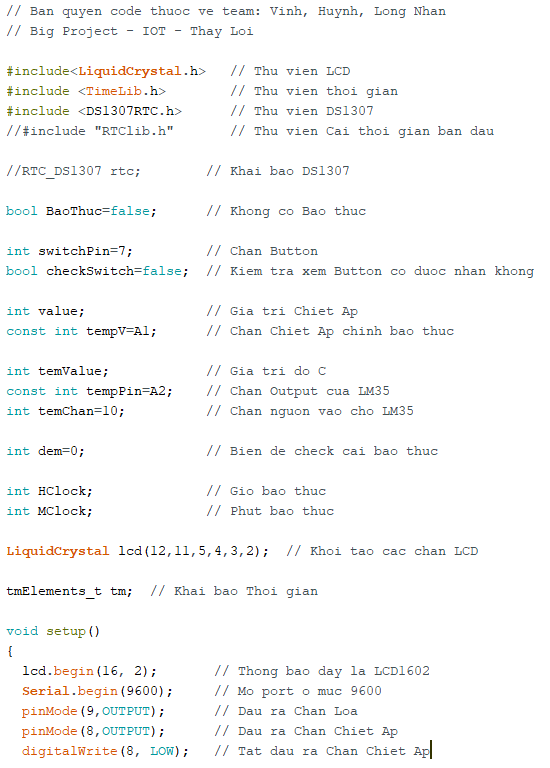 // Ban quyen code thuoc ve team: Vinh, Huynh, Long Nhan
// Big Project - IOT - Thay Loi
#include<LiquidCrystal.h> // Thu vien LCD
#include <TimeLib.h> // Thu vien thoi gian
#include <DS1307RTC.h> // Thu vien DS1307
//#include "RTClib.h" // Thu vien Cai thoi gian ban dau
//RTC_DS1307 rtc; // Khai bao DS1307
bool BaoThuc=false; // Khong co Bao thuc
int switchPin=7; // Chan Button
bool checkSwitch=false; // Kiem tra xem Button co duoc nhan khong
int value; // Gia tri Chiet Ap
const int tempV=A1; // Chan Chiet Ap chinh bao thuc
int temValue; // Gia tri do C
const int tempPin=A2; // Chan Output cua LM35
int temChan=10; // Chan nguon vao cho LM35
int dem=0; // Bien de check cai bao thuc
int HClock; // Gio bao thuc
int MClock; // Phut bao thuc
LiquidCrystal lcd(12,11,5,4,3,2); // Khoi tao cac chan LCD
tmElements_t tm; // Khai bao Thoi gian
void setup()
{
lcd.begin(16, 2); // Thong bao day la LCD1602
Serial.begin(9600); // Mo port o muc 9600
pinMode(9,OUTPUT); // Dau ra Chan Loa
pinMode(8,OUTPUT); // Dau ra Chan Chiet Ap
digitalWrite(8, LOW); // Tat dau ra Chan Chiet Ap